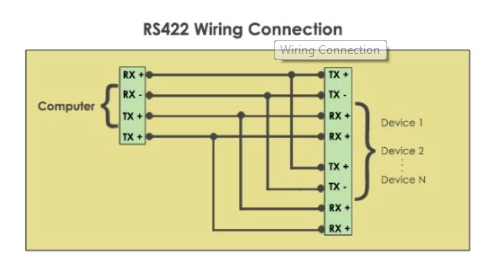 RS422 Wiring Connection
Wiring Connection
Computer
RX +
RX -
TX +
TX +
TX +
TX -
RX +
RX +
TX +
TX -
RX +
RX +
Device 1
Device 2
Device N